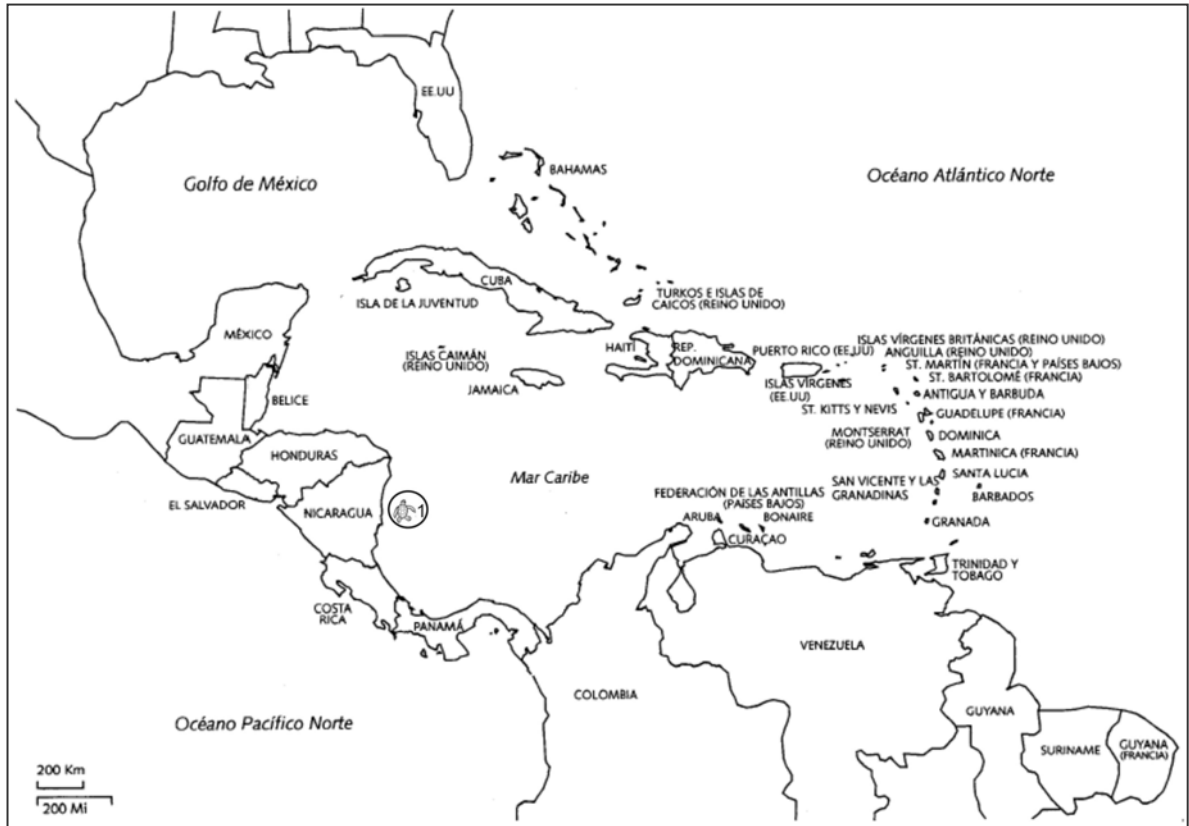 EE.UU
Golfo de México
Océano Atlántico Norte
BAHAMAS
CUBA
ISLA DE LA JUVENTUD
TURKOS E ISLAS DE
CAICOS (REINO UNIDO)
MÉXICO
ISLAS CAIMÁN
(REINO UNIDO)
JAMAICA
HAITÍ
REP.
DOMINICANA
PUERTO RICO (EE.UU)
ISLAS VÍRGENES BRITÁNICAS (REINO UNIDO)
ANGUILLA (REINO UNIDO)
ST. MARTÍN (FRANCIA Y PAÍSES BAJOS)
ST. BARTOLOMÉ (FRANCIA)
ISLAS VÍRGENES
(EE.UU)
ANTIGUA Y BARBUDA
ST. KITTS Y NEVIS
GUADELUPE (FRANCIA)
MONTSERRAT
(REINO UNIDO)
DOMINICA
MARTINICA (FRANCIA)
BELICE
GUATEMALA
HONDURAS
EL SALVADOR
NICARAGUA
1
Mar Caribe
SAN VICENTE Y LAS
GRANADINAS
SANTA LUCIA
BARBADOS
FEDERACIÓN DE LAS ANTILLAS
(PAÍSES BAJOS)
ARUBA
BONAIRE
CURAÇAO
GRANADA
TRINIDAD Y
TOBAGO
COSTA
RICA
PANAMÁ
VENEZUELA
COLOMBIA
GUYANA
SURINAME
GUYANA
(FRANCIA)
Océano Pacífico Norte
200 Km
200 Mi